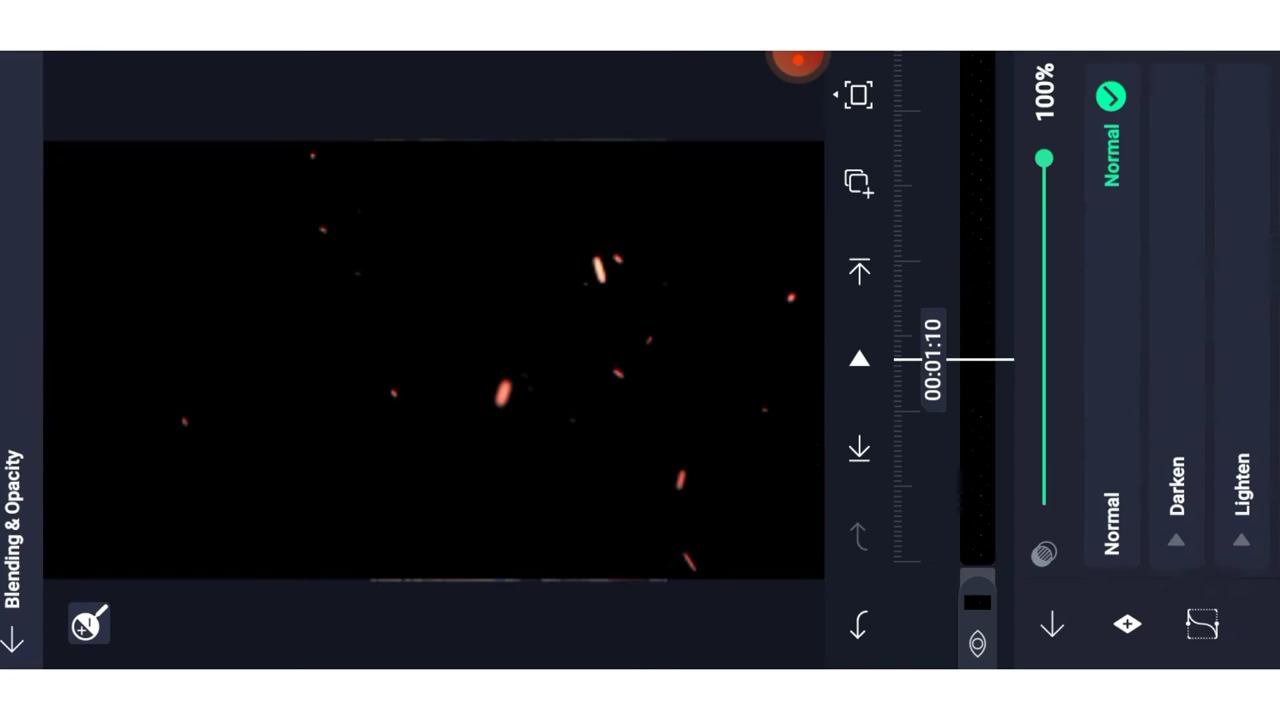 Blending & Opacity
00:01:10
100%
Normal Normal
Darken
Lighten